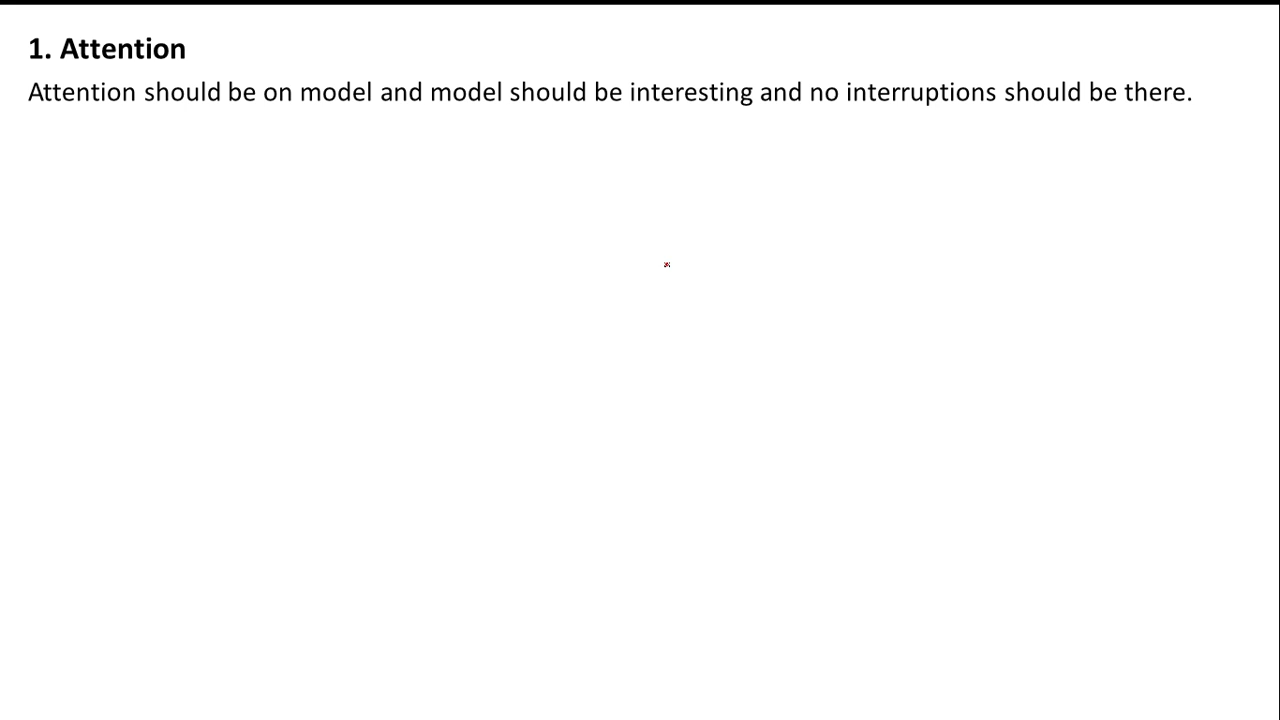 1. Attention
Attention should be on model and model should be interesting and no interruptions should be there.